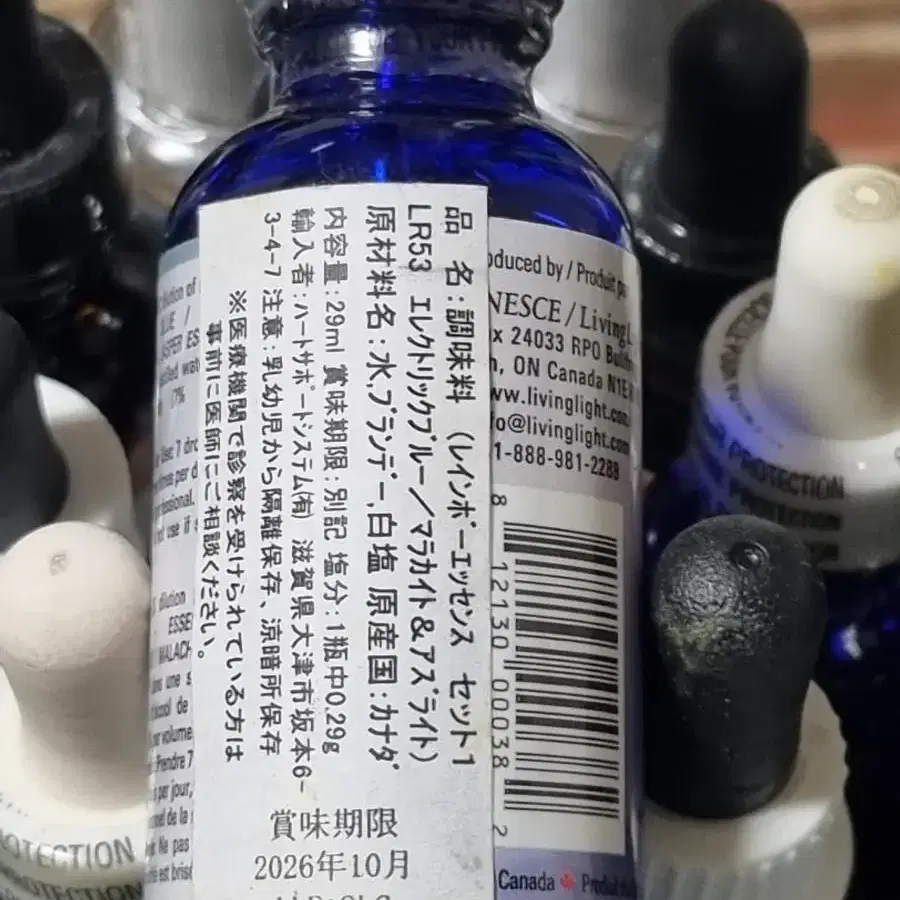 品 名:調味料 (レインボーエッセンス セット1
LR53 エレクトリックブルー/マラカイト&アズライト)
原材料名:水,ブランデー,白塩 原産国:カナダ
内容量:29ml 賞味期限:別記 塩分:1瓶中0.29g
輸入者:ハートサポートシステム(有) 滋賀県大津市坂本6-
3-4-7 注意:乳幼児から隔離保存、涼暗所保存
※医療機関で診察を受けられている方は
事前に医師にご相談ください。
賞味期限
2026年10月
oduced by / Produit
NESCE / Living
x 24033 RPO
ON Canada N1E
www.livinglight.com
fo@livinglight.com
1-888-981-2288
8 12130 00038 2
Canada
PROTECTION
OTECTION